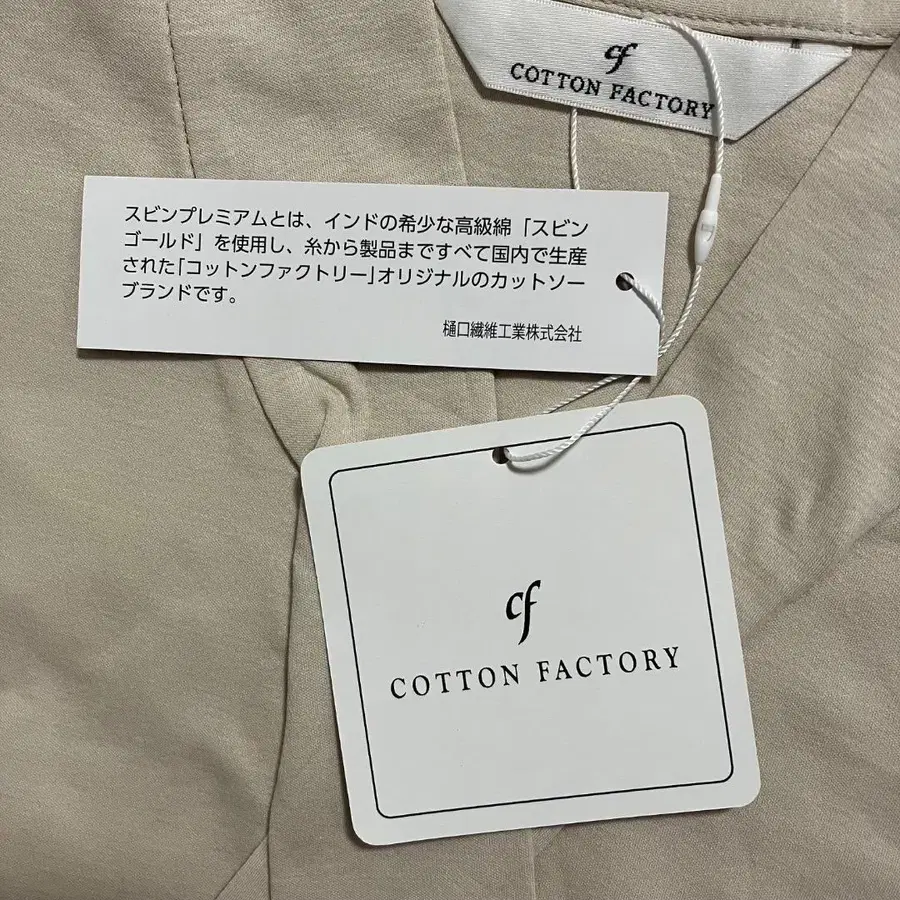 cf
COTTON FACTORY
スビンプレミアムとは、インドの希少な高級綿「スビン
ゴールド」を使用し、糸から製品まですべて国内で生産
された「コットンファクトリー」オリジナルのカットソー
ブランドです。
樋口繊維工業株式会社
cf
COTTON FACTORY